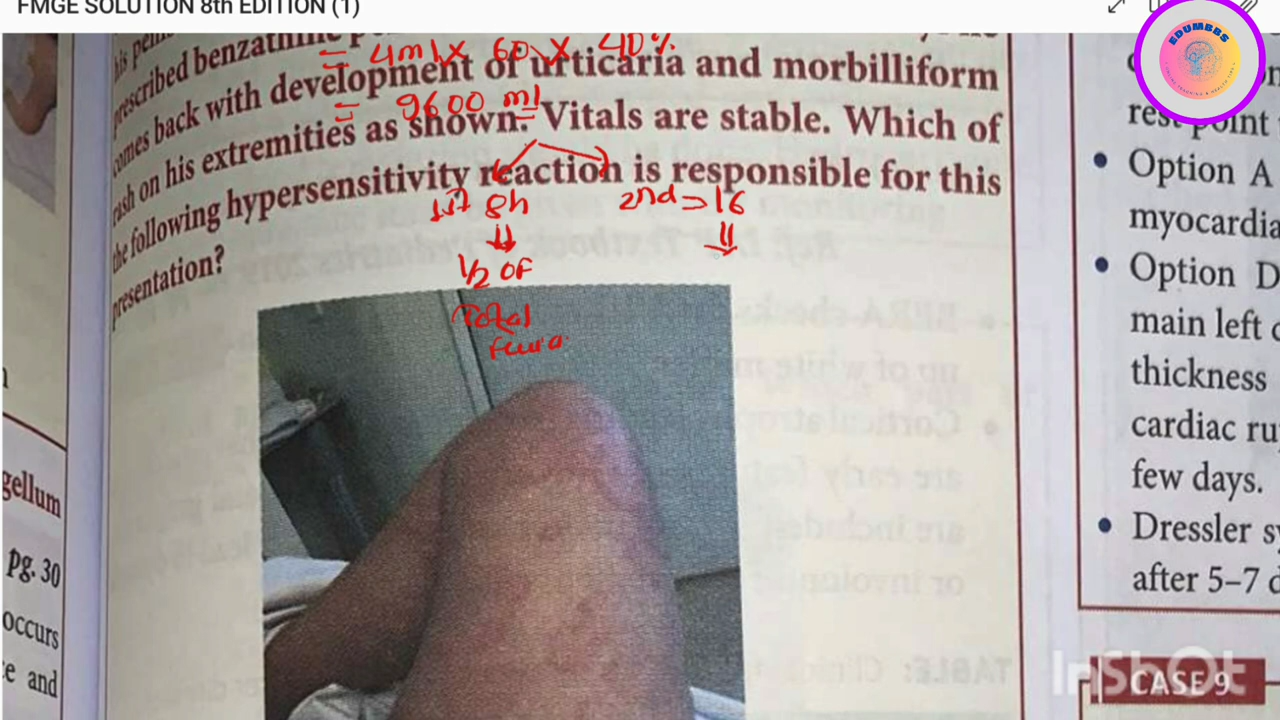 FMGE SOLUTION 8th EDITION (1)
EDUMBBS
his
prescribed benzathine
comes back with development of urticaria and morbilliform
rash on his extremities as shown. Vitals are stable. Which of
the following hypersensitivity reaction is responsible for this
presentation?
= 4ml x 60 x 40%
= 9600 ml
1st 8h
2nd => 16
1/2 of
total
gellum
pg. 30
occurs
and
rest point
Option A
myocardia
Option D
main left
thickness
cardiac ru
few days.
Dressler sy
after 5–7 d
CASE 9
InShOt